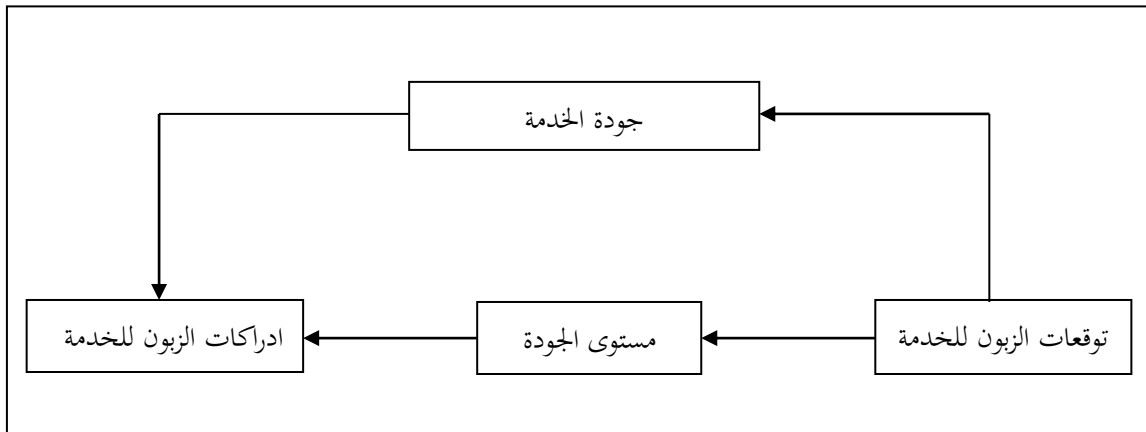 جودة الخدمة
توقعات الزبون للخدمة
مستوى الجودة
ادراكات الزبون للخدمة